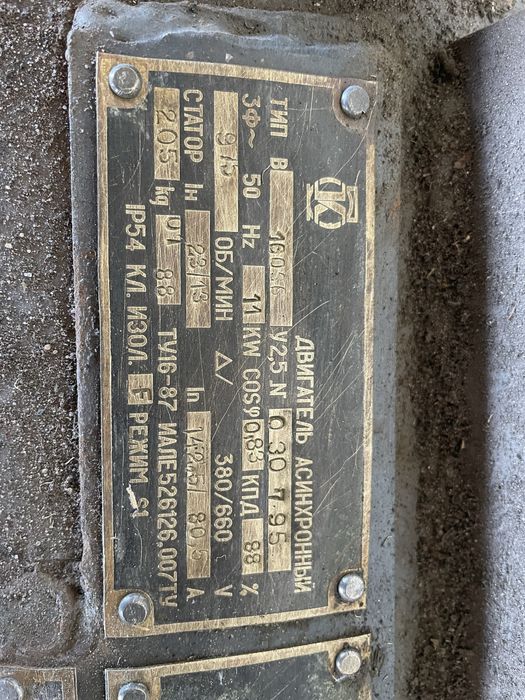 ДВИГАТЕЛЬ АСИНХРОННЫЙ
ТИП В 160S6 У2,5 N 0 30 7.95
3Ф~ 50 Hz 11 KW COSφ 0,83 КПД 88 %
975 ОБ/МИН △/ 380/660 V
СТАТОР Iн 23/13 Iп 142,5/80,5 A
205 kg 01 88 ТУ16-87 ИАЛЕ526126.007ТУ
IP54 КЛ. ИЗОЛ. F РЕЖИМ S1